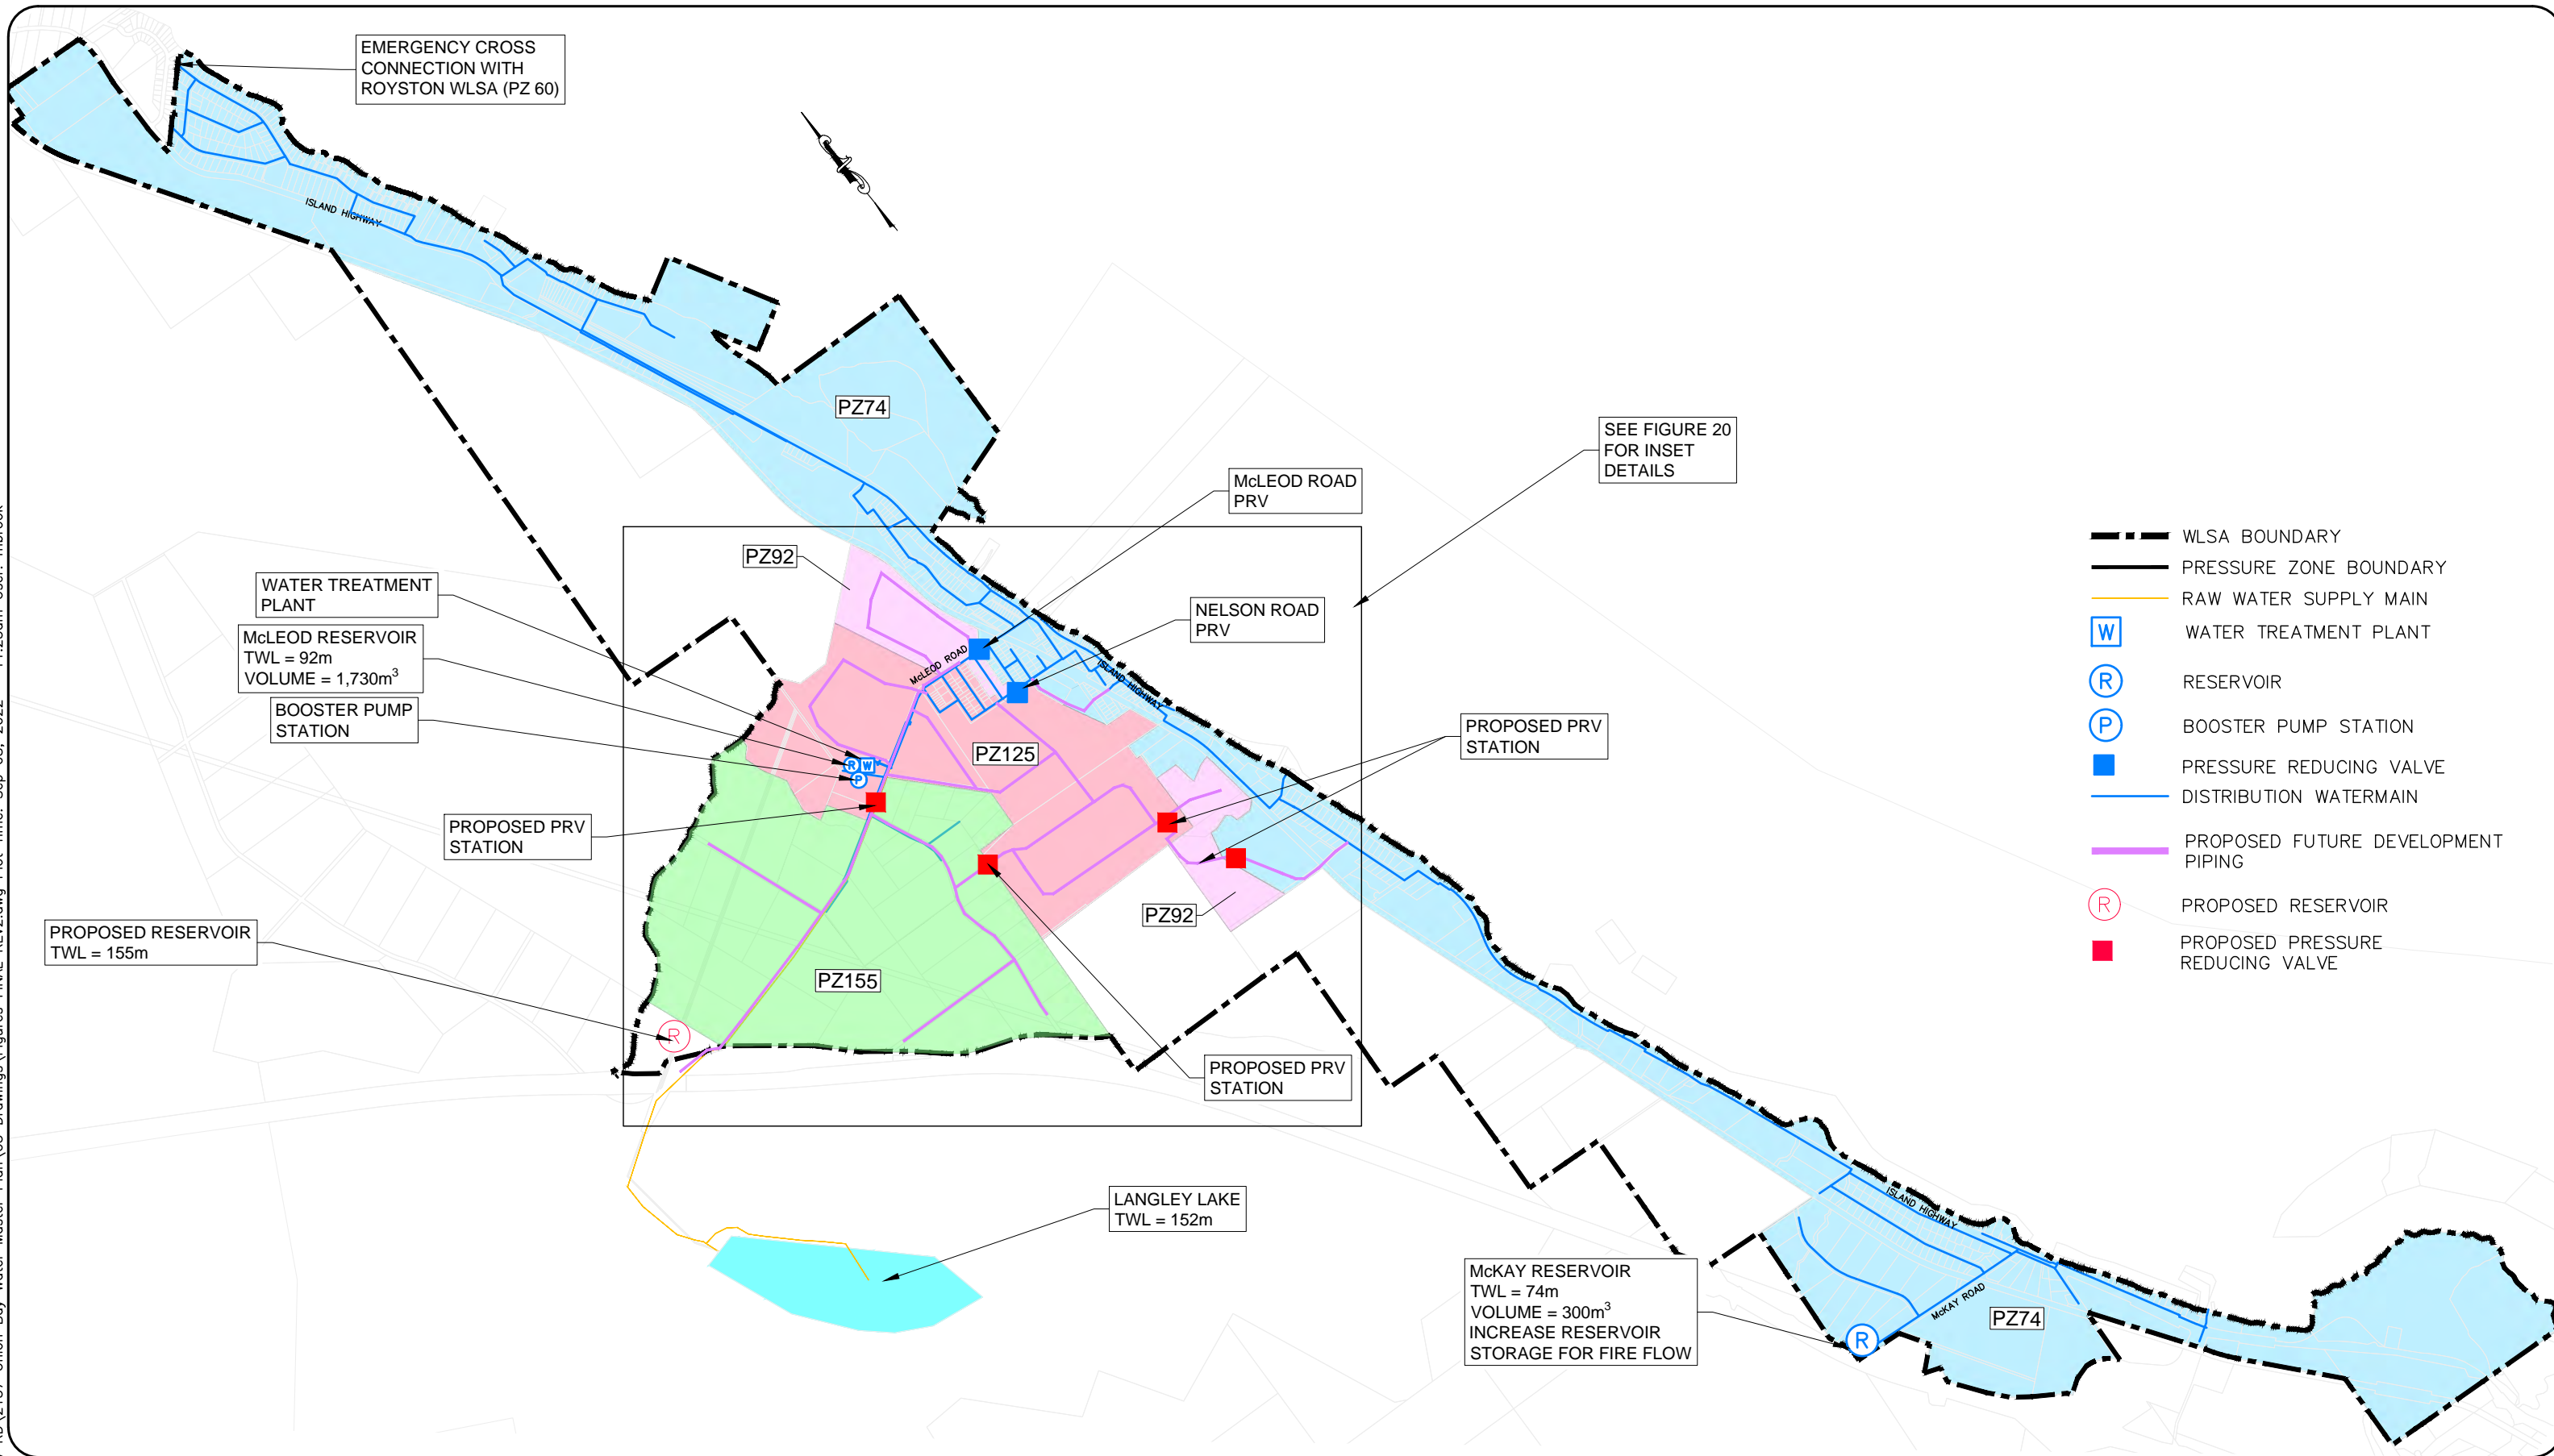 EMERGENCY CROSS
CONNECTION WITH
ROYSTON WLSA (PZ 60)
ISLAND HIGHWAY
PZ74
SEE FIGURE 20
FOR INSET
DETAILS
McLEOD ROAD
PRV
PZ92
WATER TREATMENT
PLANT
NELSON ROAD
PRV
McLEOD RESERVOIR
TWL = 92m
VOLUME = 1,730m³
McLEOD ROAD
ISLAND HIGHWAY
BOOSTER PUMP
STATION
PROPOSED PRV
STATION
PZ125
R
W
P
PROPOSED PRV
STATION
PZ92
PROPOSED RESERVOIR
TWL = 155m
PZ155
R
PROPOSED PRV
STATION
LANGLEY LAKE
TWL = 152m
ISLAND HIGHWAY
McKAY RESERVOIR
TWL = 74m
VOLUME = 300m³
INCREASE RESERVOIR
STORAGE FOR FIRE FLOW
R
McKAY ROAD
PZ74
WLSA BOUNDARY
PRESSURE ZONE BOUNDARY
RAW WATER SUPPLY MAIN
W WATER TREATMENT PLANT
R RESERVOIR
P BOOSTER PUMP STATION
PRESSURE REDUCING VALVE
DISTRIBUTION WATERMAIN
PROPOSED FUTURE DEVELOPMENT
PIPING
R PROPOSED RESERVOIR
PROPOSED PRESSURE
REDUCING VALVE